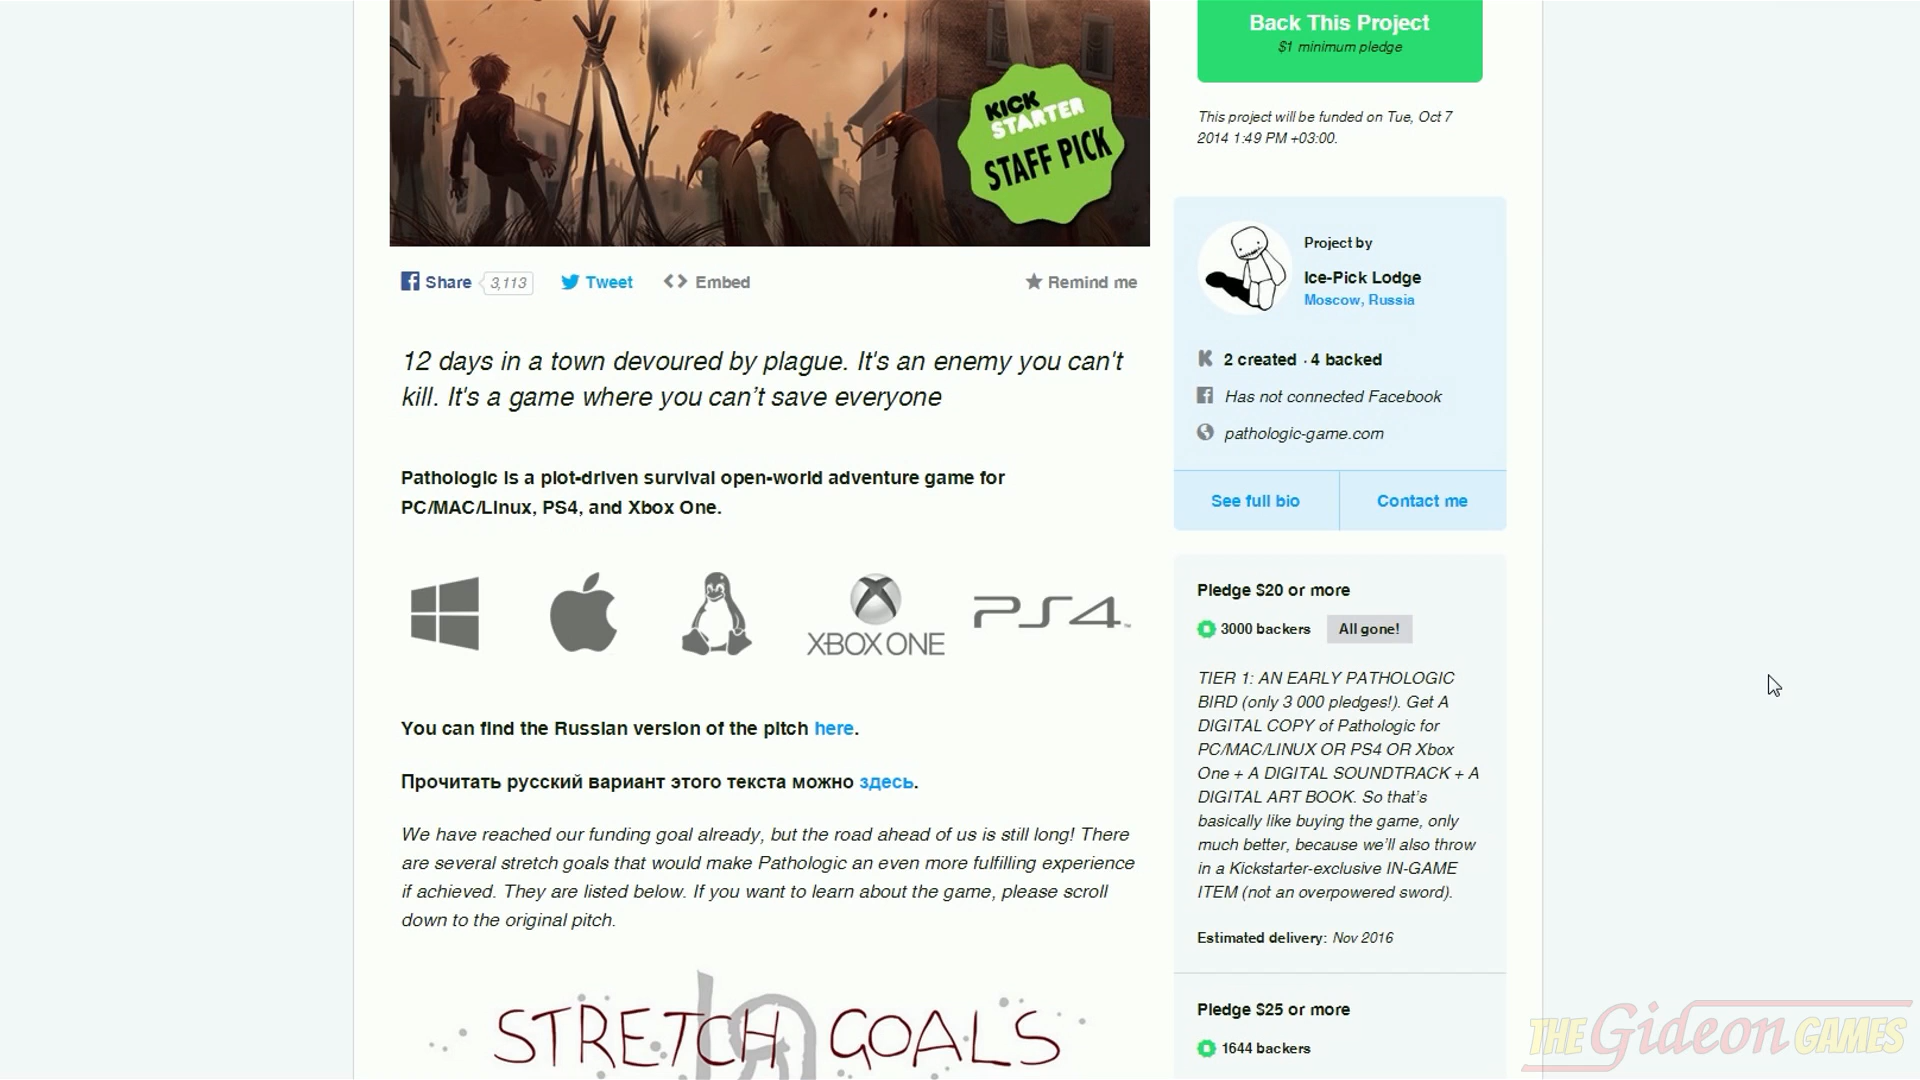 KICK
STARTER
STAFF PICK
Share 3,113 Tweet Embed Remind me
12 days in a town devoured by plague. It's an enemy you can't
kill. It's a game where you can’t save everyone
Pathologic is a plot-driven survival open-world adventure game for
PC/MAC/Linux, PS4, and Xbox One.
XBOX ONE
PS4
You can find the Russian version of the pitch here.
Прочитать русский вариант этого текста можно здесь.
We have reached our funding goal already, but the road ahead of us is still long! There
are several stretch goals that would make Pathologic an even more fulfilling experience
if achieved. They are listed below. If you want to learn about the game, please scroll
down to the original pitch.
STRETCH GOALS
Back This Project
$1 minimum pledge
This project will be funded on Tue, Oct 7
2014 1:49 PM +03:00.
Project by
Ice-Pick Lodge
Moscow, Russia
2 created · 4 backed
Has not connected Facebook
pathologic-game.com
See full bio
Contact me
Pledge $20 or more
3000 backers All gone!
TIER 1: AN EARLY PATHOLOGIC
BIRD (only 3 000 pledges!). Get A
DIGITAL COPY of Pathologic for
PC/MAC/LINUX OR PS4 OR Xbox
One + A DIGITAL SOUNDTRACK + A
DIGITAL ART BOOK. So that’s
basically like buying the game, only
much better, because we’ll also throw
in a Kickstarter-exclusive IN-GAME
ITEM (not an overpowered sword).
Estimated delivery: Nov 2016
Pledge $25 or more
1644 backers
THE Gideon GAMES